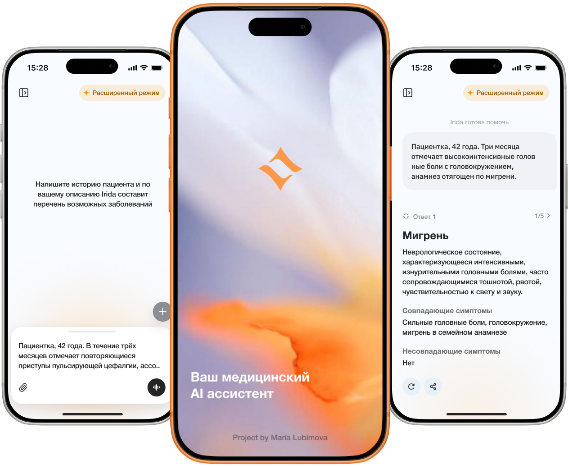 15:28
Расширенный режим
Напишите историю пациента и по
вашему описанию Irida составит
перечень возможных заболеваний
Пациентка, 42 года. В течение трёх
месяцев отмечает повторяющиеся
приступы пульсирующей цефалгии, ассо..
Ваш медицинский
AI ассистент
Project by Maria Lubimova
15:28
Расширенный режим
Irida готова помочь
Пациентка, 42 года. Три месяца
отмечает высокоинтенсивные голов
ные боли с головокружением,
анамнез отягощен по мигрени.
Ответ 1
1/5
Мигрень
Неврологическое состояние,
характеризующееся интенсивными,
изнурительными головными болями, часто
сопровождающимися тошнотой, рвотой,
чувствительностью к свету и звуку.
Совпадающие симптомы
Сильные головные боли, головокружение,
мигрень в семейном анамнезе
Несовпадающие симптомы
Нет